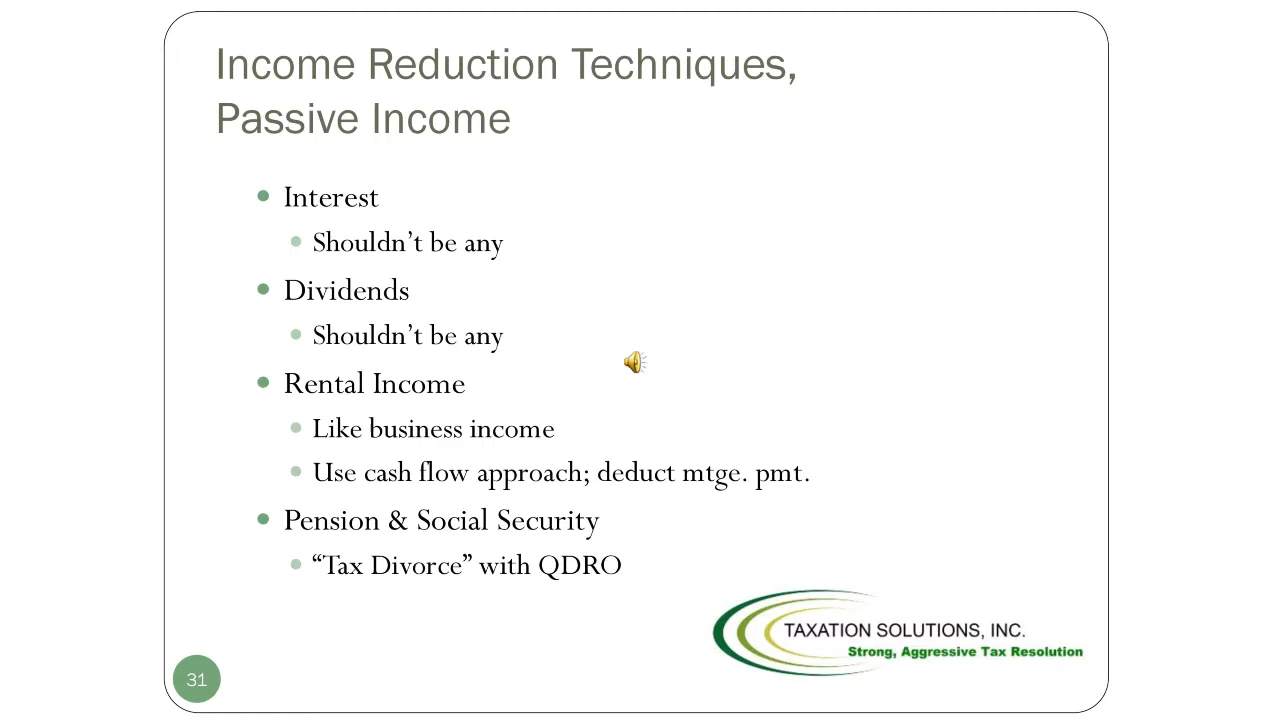 Income Reduction Techniques,
Passive Income
Interest
Shouldn’t be any
Dividends
Shouldn’t be any
Rental Income
Like business income
Use cash flow approach; deduct mtge. pmt.
Pension & Social Security
“Tax Divorce” with QDRO
TAXATION SOLUTIONS, INC.
Strong, Aggressive Tax Resolution
31